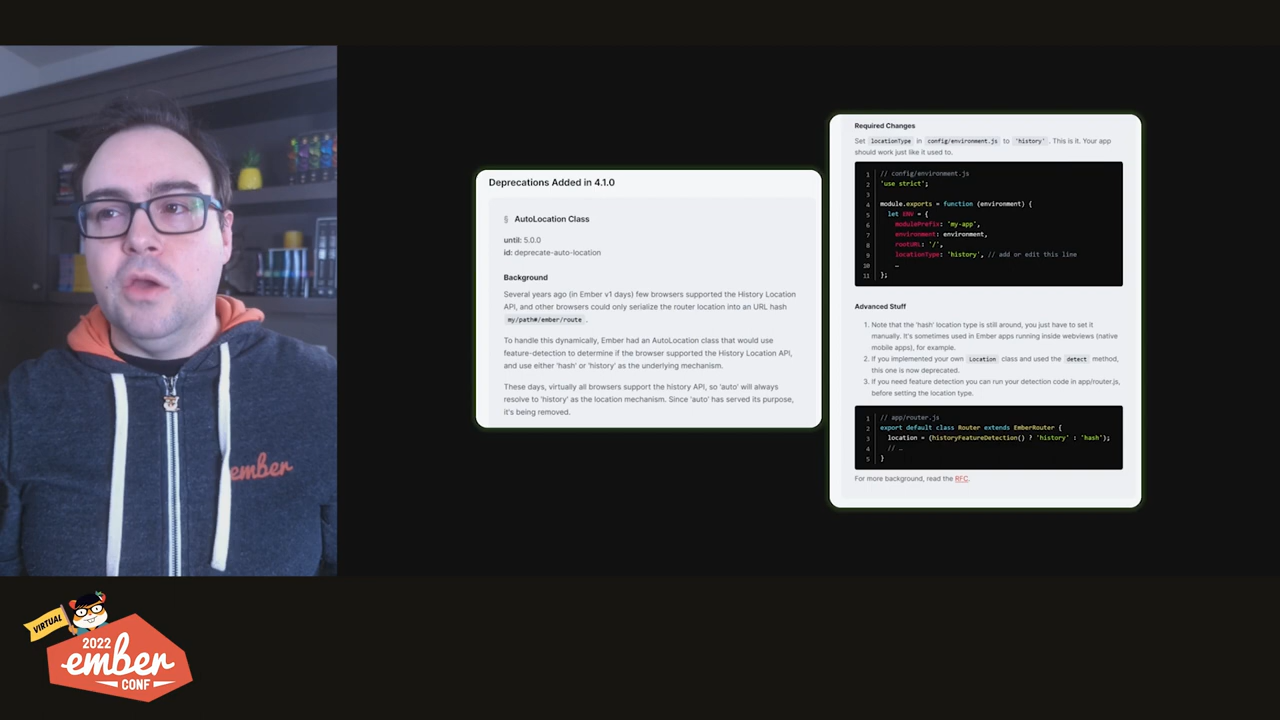 ember
VIRTUAL
2022
ember
CONF
Deprecations Added in 4.1.0
§ AutoLocation Class
until: 5.0.0
id: deprecate-auto-location
Background
Several years ago (in Ember v1 days) few browsers supported the History Location
API, and other browsers could only serialize the router location into an URL hash
my/path#/ember/route .
To handle this dynamically, Ember had an AutoLocation class that would use
feature-detection to determine if the browser supported the History Location API,
and use either 'hash' or 'history' as the underlying mechanism.
These days, virtually all browsers support the history API, so 'auto' will always
resolve to 'history' as the location mechanism. Since 'auto' has served its purpose,
it's being removed.
Required Changes
Set locationType in config/environment.js to 'history' . This is it. Your app
should work just like it used to.
1 // config/environment.js
2 'use strict';
3
4 module.exports = function (environment) {
5 let ENV = {
6 modulePrefix: 'my-app',
7 environment: environment,
8 rootURL: '/',
9 locationType: 'history', // add or edit this line
10 …
11 };
Advanced Stuff
1. Note that the 'hash' location type is still around, you just have to set it
manually. It's sometimes used in Ember apps running inside webviews (native
mobile apps), for example.
2. If you implemented your own Location class and used the detect method,
this one is now deprecated.
3. If you need feature detection you can run your detection code in app/router.js,
before setting the location type.
1 // app/router.js
2 export default class Router extends EmberRouter {
3 location = (historyFeatureDetection() ? 'history' : 'hash');
4 // …
5 }
For more background, read the RFC.